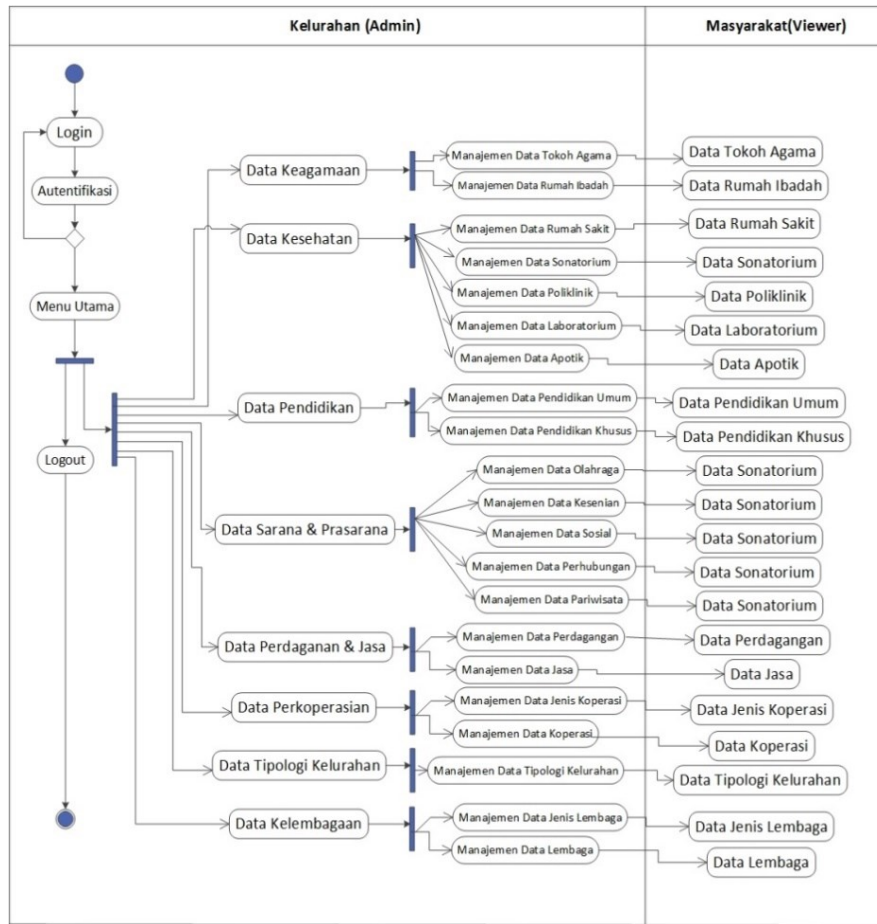 Kelurahan (Admin)
Masyarakat(Viewer)
Login
Autentifikasi
Menu Utama
Logout
Data Keagamaan
Manajemen Data Tokoh Agama
Data Tokoh Agama
Manajemen Data Rumah Ibadah
Data Rumah Ibadah
Data Kesehatan
Manajemen Data Rumah Sakit
Data Rumah Sakit
Manajemen Data Sonatorium
Data Sonatorium
Manajemen Data Poliklinik
Data Poliklinik
Manajemen Data Laboratorium
Data Laboratorium
Manajemen Data Apotik
Data Apotik
Data Pendidikan
Manajemen Data Pendidikan Umum
Data Pendidikan Umum
Manajemen Data Pendidikan Khusus
Data Pendidikan Khusus
Data Sarana & Prasarana
Manajemen Data Olahraga
Data Sonatorium
Manajemen Data Kesenian
Data Sonatorium
Manajemen Data Sosial
Data Sonatorium
Manajemen Data Perhubungan
Data Sonatorium
Manajemen Data Pariwisata
Data Sonatorium
Data Perdaganan & Jasa
Manajemen Data Perdagangan
Data Perdagangan
Manajemen Data Jasa
Data Jasa
Data Perkoperasian
Manajemen Data Jenis Koperasi
Data Jenis Koperasi
Manajemen Data Koperasi
Data Koperasi
Data Tipologi Kelurahan
Manajemen Data Tipologi Kelurahan
Data Tipologi Kelurahan
Data Kelembagaan
Manajemen Data Jenis Lembaga
Data Jenis Lembaga
Manajemen Data Lembaga
Data Lembaga